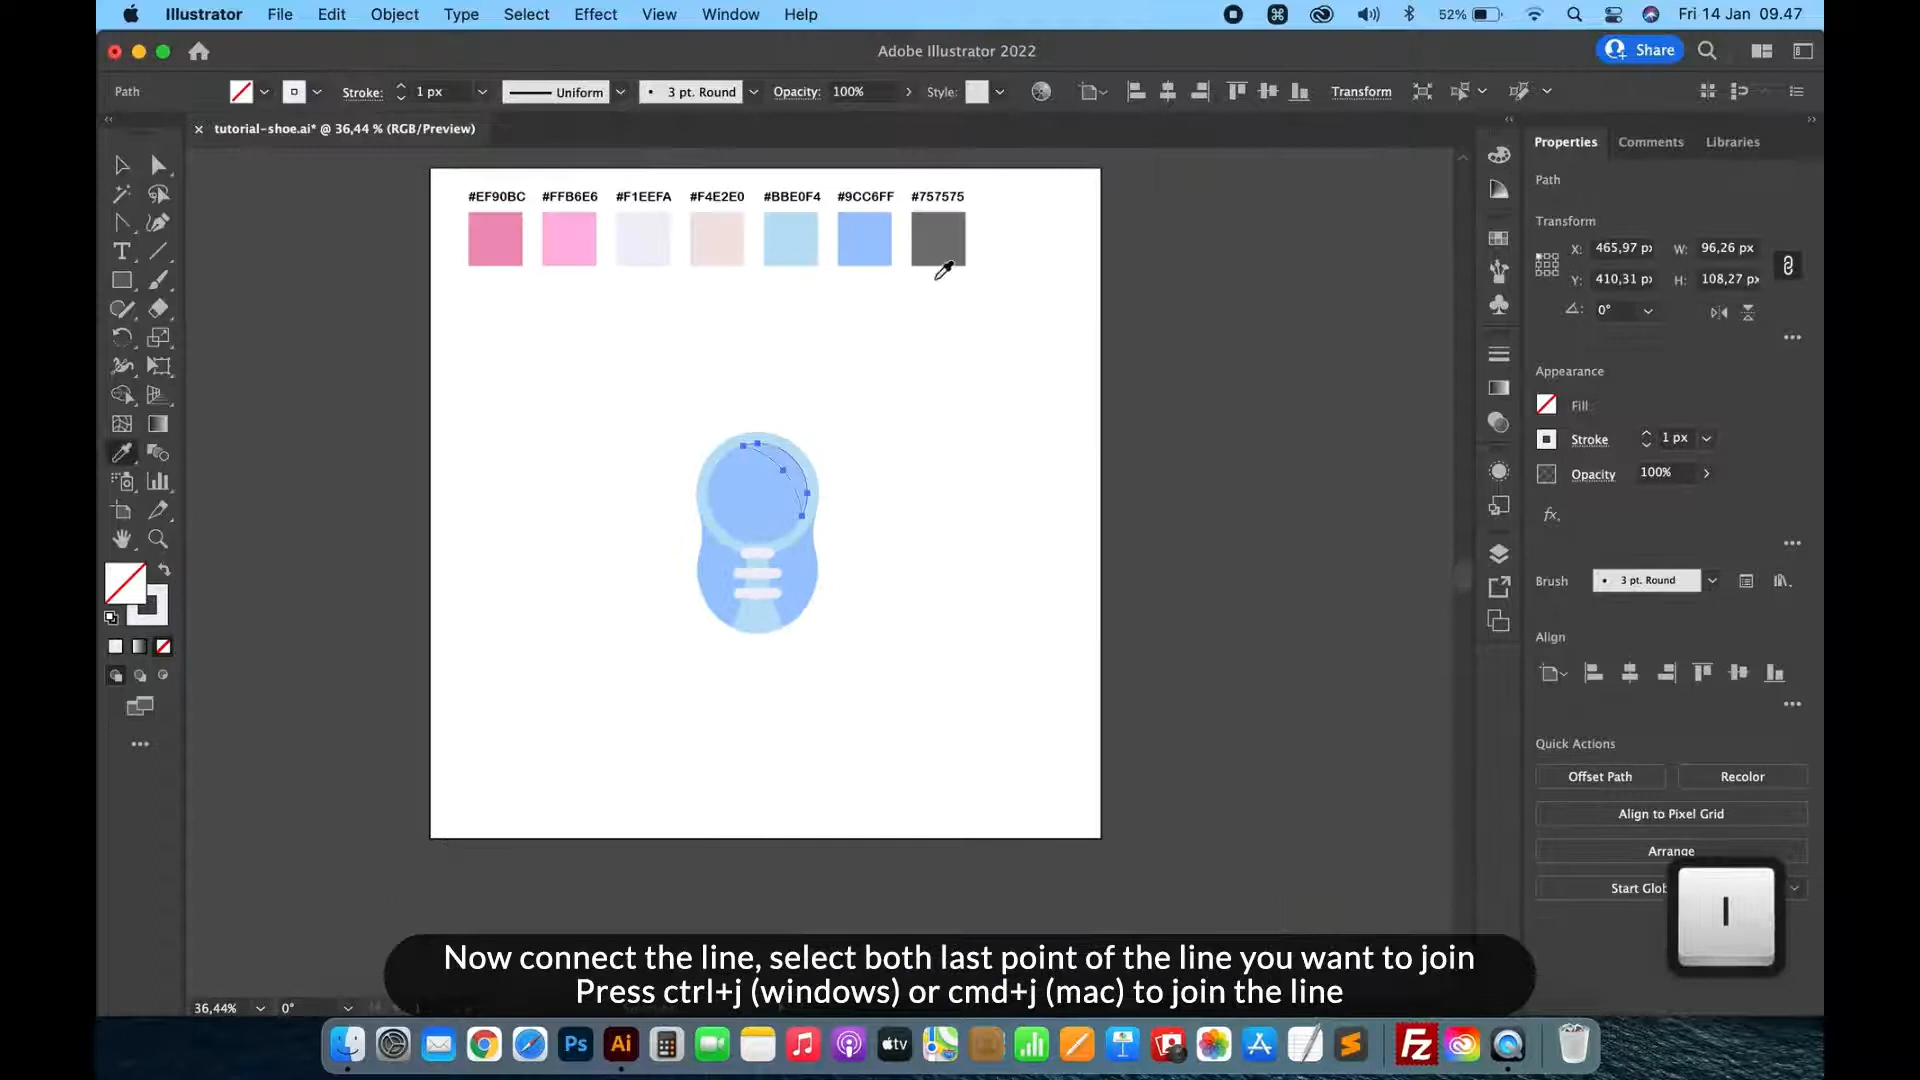 Illustrator File Edit Object Type Select Effect View Window Help 52% Fri 14 Jan 09.47
Adobe Illustrator 2022
Share
Path Stroke: 1 px Uniform 3 pt. Round Opacity: 100% Style: Transform
tutorial-shoe.ai* @ 36,44 % (RGB/Preview)
Properties Comments Libraries
Path
#EF90BC #FFB6E6 #F1EEFA #F4E2E0 #BBE0F4 #9CC6FF #757575
Transform
X: 465,97 px W: 96,26 px
Y: 410,31 px H: 108,27 px
0°
Appearance
Fill
Stroke 1 px
Opacity 100%
fx.
Brush 3 pt. Round
Align
Quick Actions
Offset Path Recolor
Align to Pixel Grid
Arrange
Start Glob
I
Now connect the line, select both last point of the line you want to join
Press ctrl+j (windows) or cmd+j (mac) to join the line
36,44% 0°
Ps Ai tv Fz